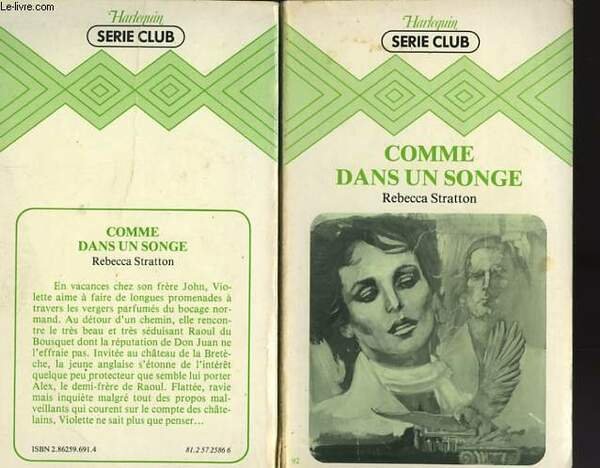 Le-livre.com
Harlequin
SERIE CLUB
COMME
DANS UN SONGE
Rebecca Stratton
En vacances chez son frère John, Vio-
lette aime à faire de longues promenades à
travers les vergers parfumés du bocage nor-
mand. Au détour d'un chemin, elle rencon-
tre le très beau et très séduisant Raoul du
Bousquet dont la réputation de Don Juan ne
l'effraie pas. Invitée au château de la Bretè-
che, la jeune anglaise s'étonne de l'intérêt
quelque peu protecteur que semble lui porter
Alex, le demi-frère de Raoul. Flattée, ravie
mais inquiète malgré tout des propos mal-
veillants qui courent sur le compte des châte-
lains, Violette ne sait plus que penser...
ISBN 2.86259.691.4 81.2 57 2586 6
Harlequin
SERIE CLUB
COMME
DANS UN SONGE
Rebecca Stratton
92